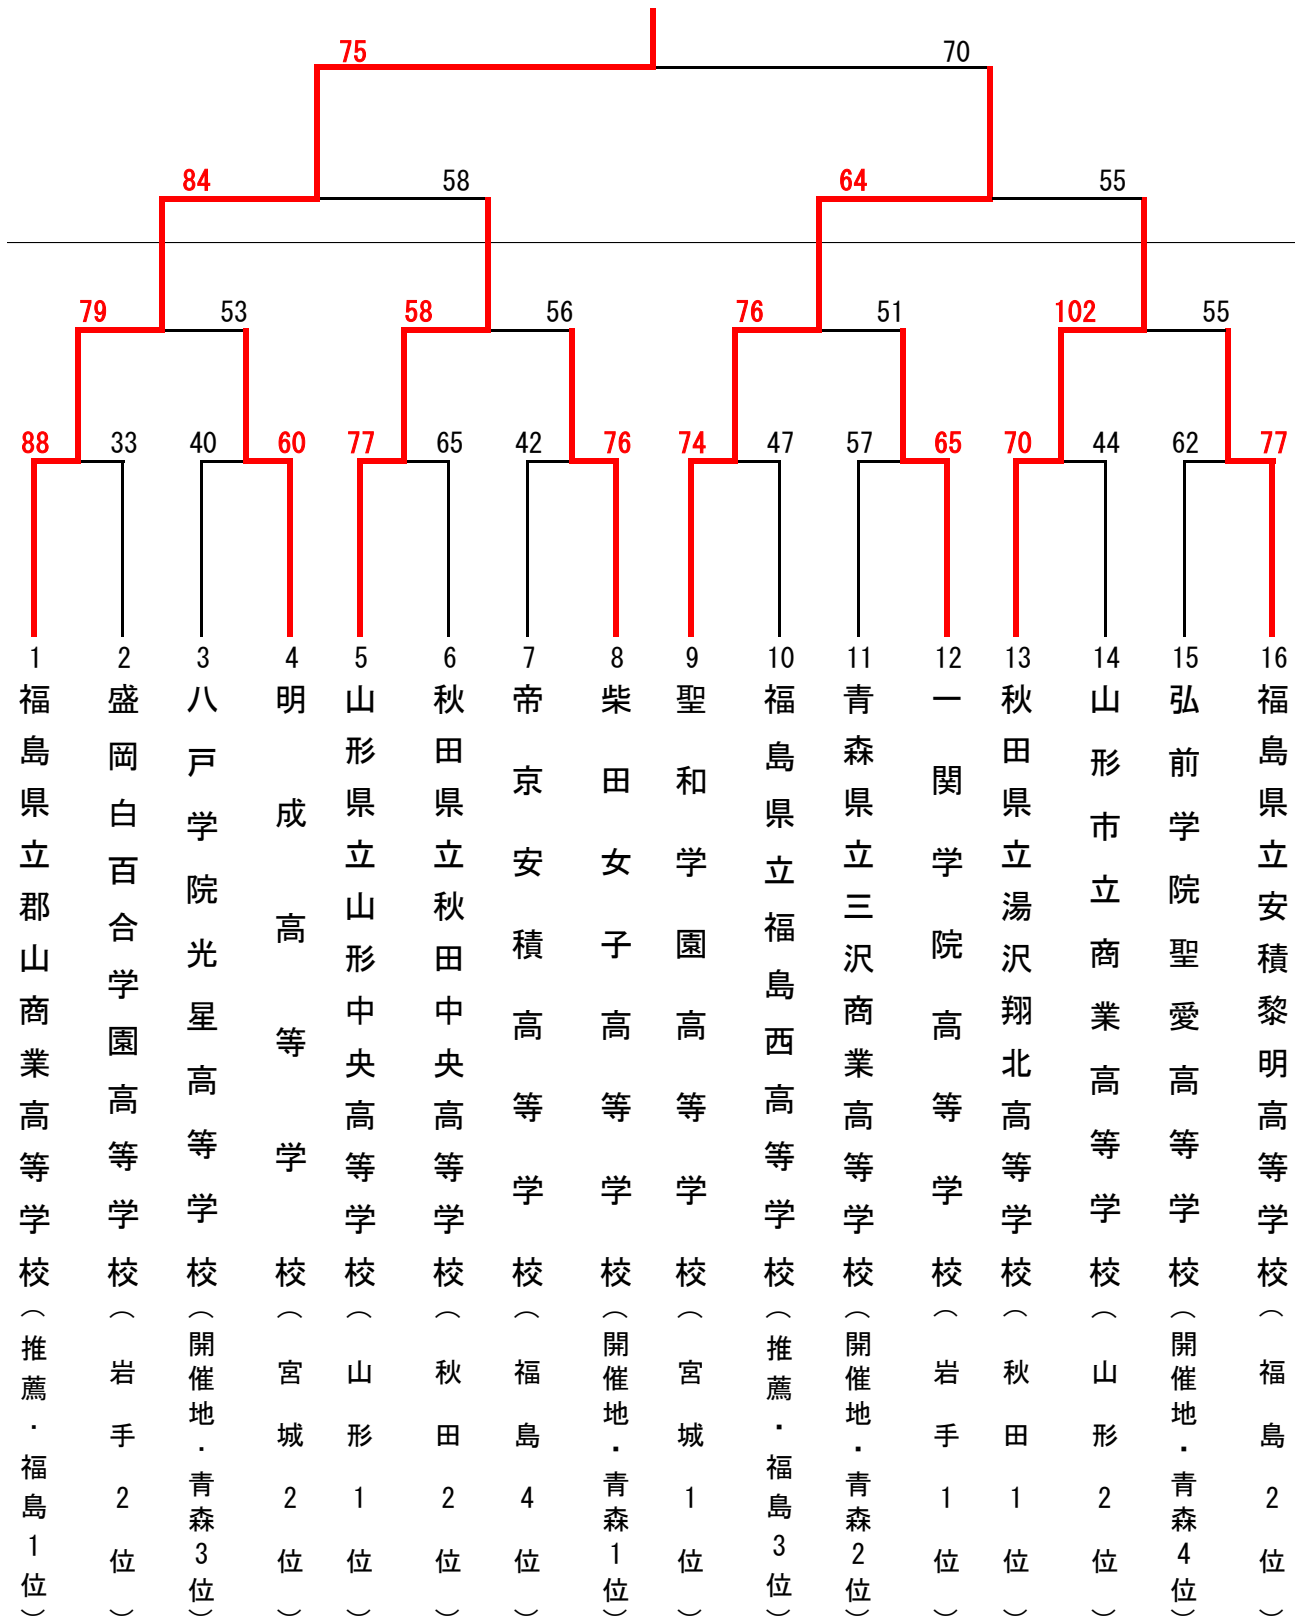 75 70
84 58 64 55
79 53 58 56 76 51 102 55
88 33 40 60 77 65 42 76 74 47 57 65 70 44 62 77
1 2 3 4 5 6 7 8 9 10 11 12 13 14 15 16
福島県立郡山商業高等学校（推薦・福島1位）
盛岡白百合学園高等学校（岩手2位）
八戸学院光星高等学校（開催地・青森3位）
明成高等学校（宮城2位）
山形県立山形中央高等学校（山形1位）
秋田県立秋田中央高等学校（秋田2位）
帝京安積高等学校（福島4位）
柴田女子高等学校（開催地・青森1位）
聖和学園高等学校（宮城1位）
福島県立福島西高等学校（推薦・福島3位）
青森県立三沢商業高等学校（開催地・青森2位）
一関学院高等学校（岩手1位）
秋田県立湯沢翔北高等学校（秋田1位）
山形市立商業高等学校（山形2位）
弘前学院聖愛高等学校（開催地・青森4位）
福島県立安積黎明高等学校（福島2位）